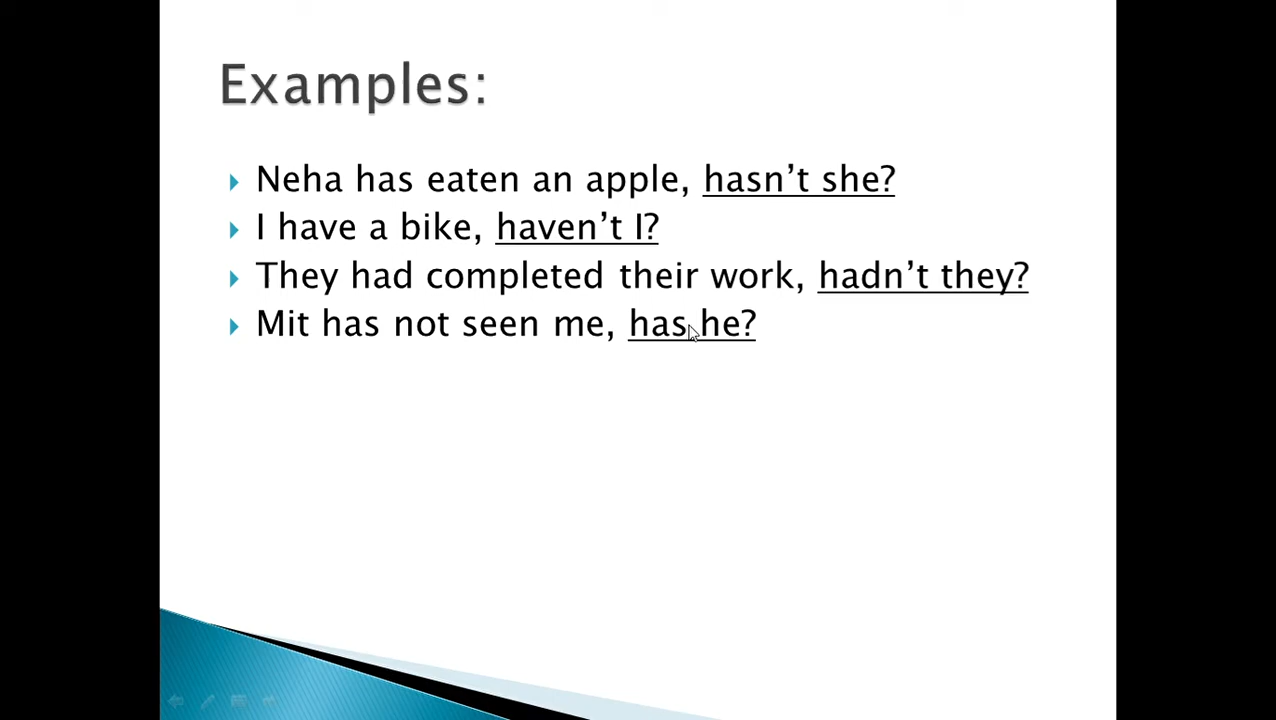 Examples:
Neha has eaten an apple, hasn’t she?
I have a bike, haven’t I?
They had completed their work, hadn’t they?
Mit has not seen me, has he?